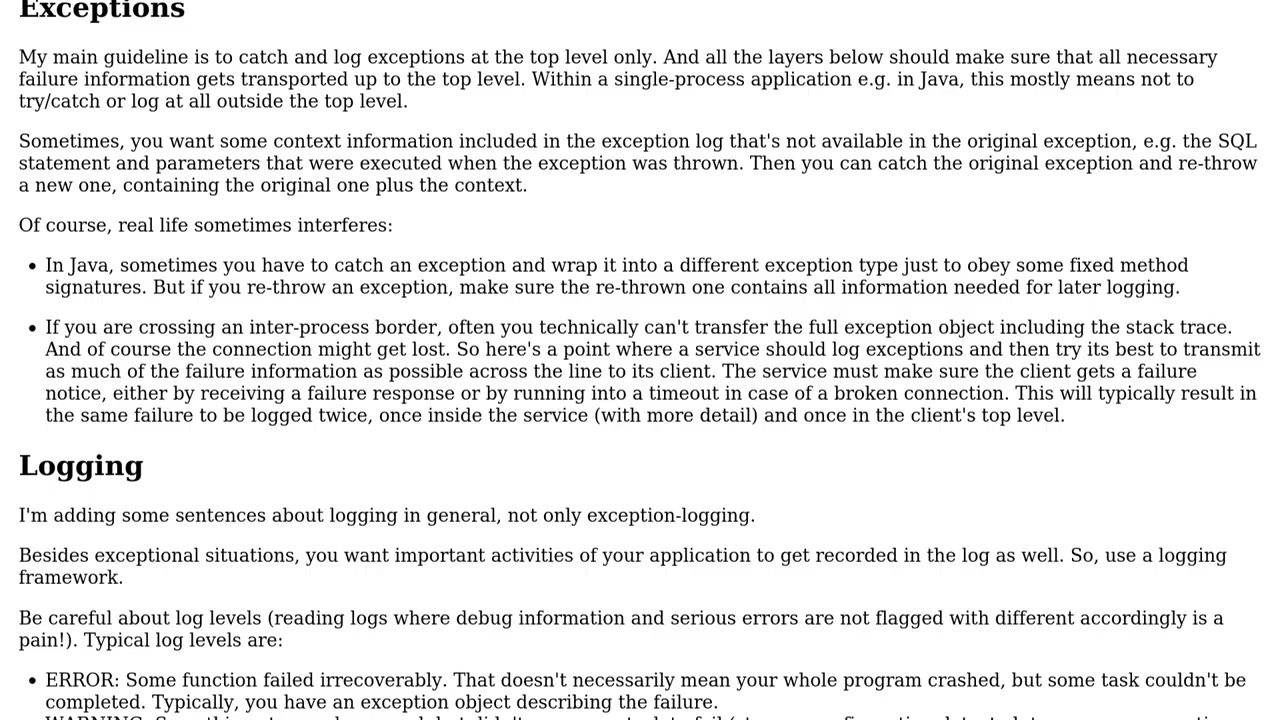 Exceptions
My main guideline is to catch and log exceptions at the top level only. And all the layers below should make sure that all necessary
failure information gets transported up to the top level. Within a single-process application e.g. in Java, this mostly means not to
try/catch or log at all outside the top level.
Sometimes, you want some context information included in the exception log that's not available in the original exception, e.g. the SQL
statement and parameters that were executed when the exception was thrown. Then you can catch the original exception and re-throw
a new one, containing the original one plus the context.
Of course, real life sometimes interferes:
• In Java, sometimes you have to catch an exception and wrap it into a different exception type just to obey some fixed method
signatures. But if you re-throw an exception, make sure the re-thrown one contains all information needed for later logging.
• If you are crossing an inter-process border, often you technically can't transfer the full exception object including the stack trace.
And of course the connection might get lost. So here's a point where a service should log exceptions and then try its best to transmit
as much of the failure information as possible across the line to its client. The service must make sure the client gets a failure
notice, either by receiving a failure response or by running into a timeout in case of a broken connection. This will typically result in
the same failure to be logged twice, once inside the service (with more detail) and once in the client's top level.
Logging
I'm adding some sentences about logging in general, not only exception-logging.
Besides exceptional situations, you want important activities of your application to get recorded in the log as well. So, use a logging
framework.
Be careful about log levels (reading logs where debug information and serious errors are not flagged with different accordingly is a
pain!). Typical log levels are:
• ERROR: Some function failed irrecoverably. That doesn't necessarily mean your whole program crashed, but some task couldn't be
completed. Typically, you have an exception object describing the failure.